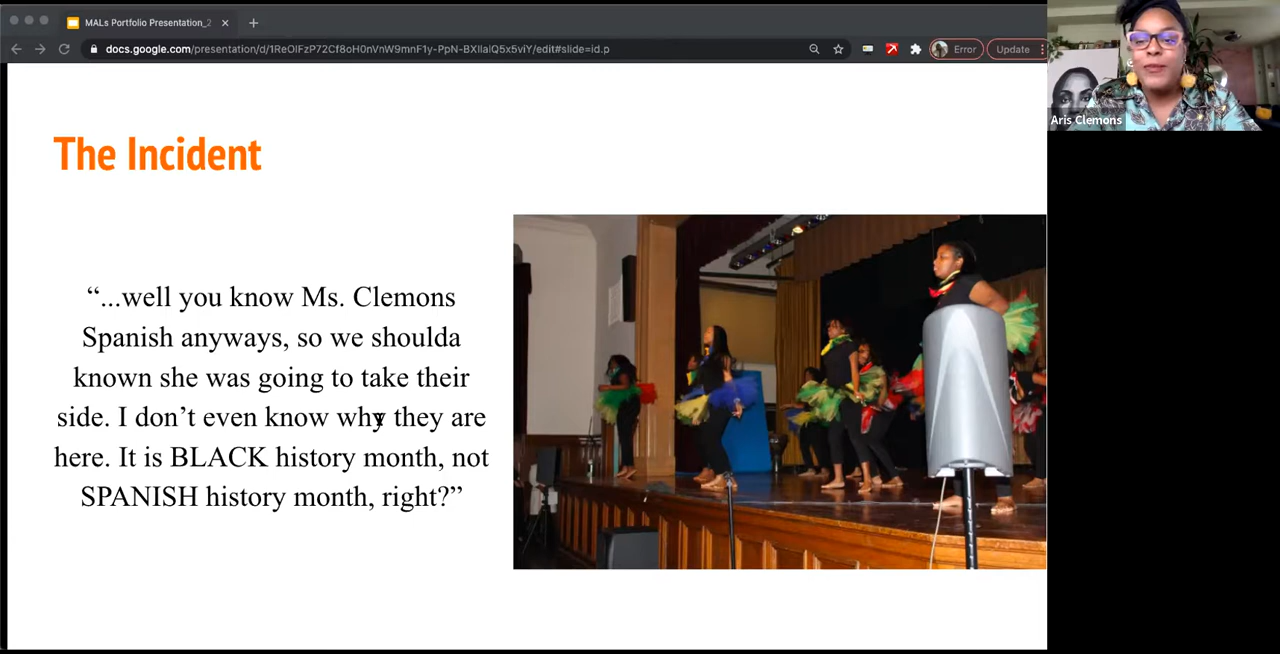 MALs Portfolio Presentation_2
docs.google.com/presentation/d/1ReOlFzP72Cf8oH0nVnW9mnF1y-PpN-BXIlalQ5x5viY/edit#slide=id.p
Error
Update
Aris Clemons
The Incident
“...well you know Ms. Clemons
Spanish anyways, so we shoulda
known she was going to take their
side. I don’t even know why they are
here. It is BLACK history month, not
SPANISH history month, right?”